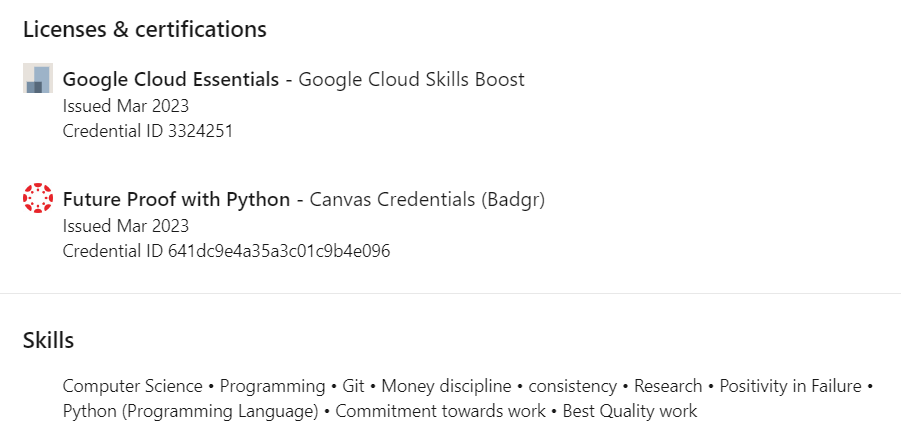 Licenses & certifications
Google Cloud Essentials - Google Cloud Skills Boost
Issued Mar 2023
Credential ID 3324251
Future Proof with Python - Canvas Credentials (Badgr)
Issued Mar 2023
Credential ID 641dc9e4a35a3c01c9b4e096
Skills
Computer Science • Programming • Git • Money discipline • consistency • Research • Positivity in Failure •
Python (Programming Language) • Commitment towards work • Best Quality work